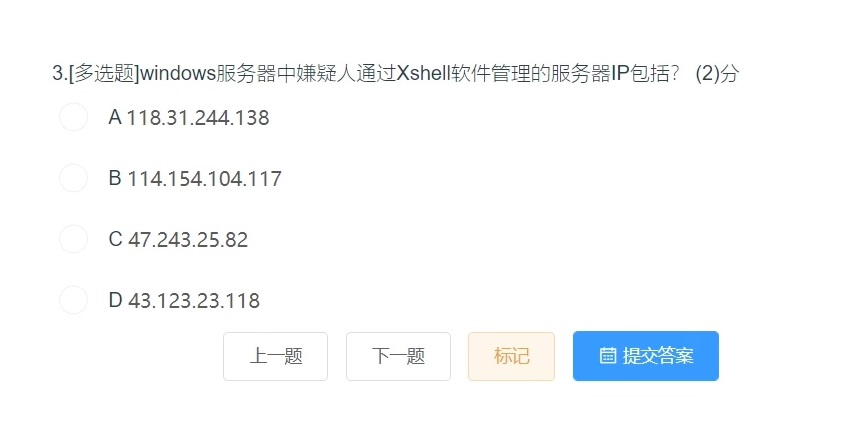 3.[多选题]windows服务器中嫌疑人通过Xshell软件管理的服务器IP包括? (2)分
A 118.31.244.138
B 114.154.104.117
C 47.243.25.82
D 43.123.23.118
上一题 下一题 标记 提交答案